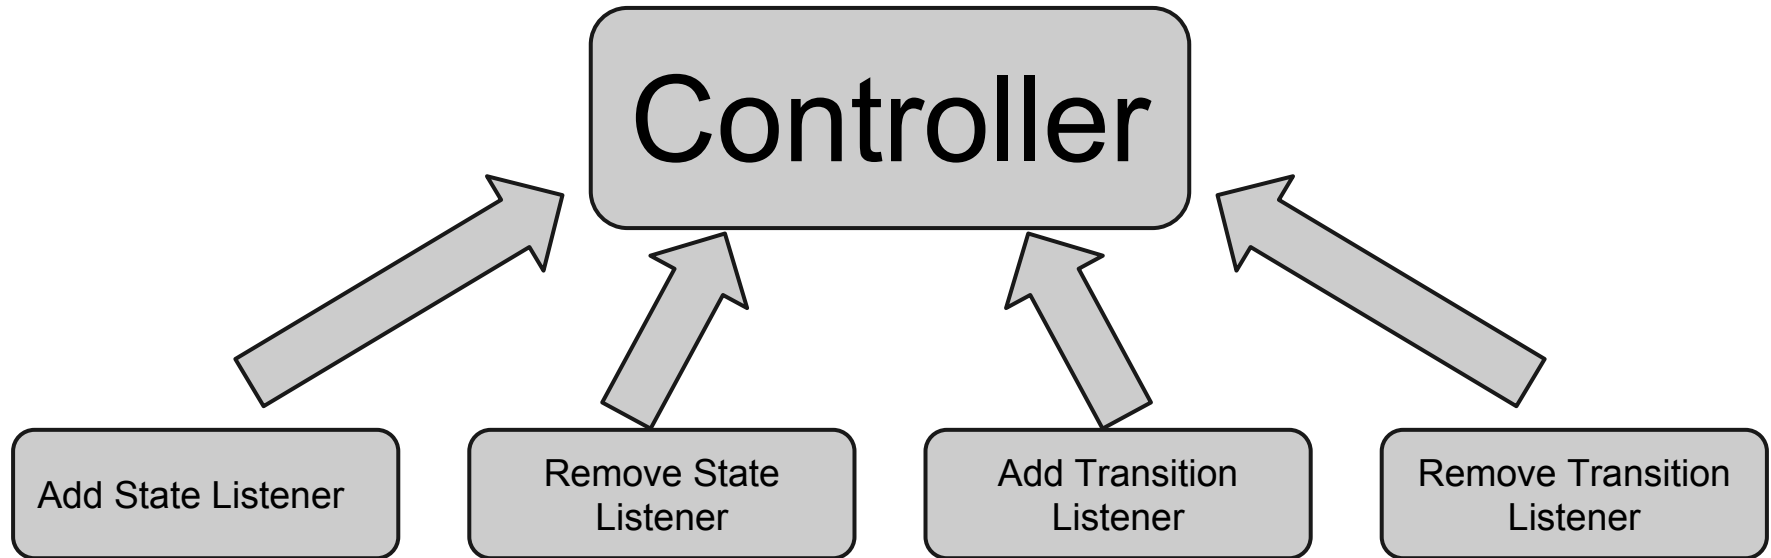 Controller
Add State Listener
Remove State
Listener
Add Transition
Listener
Remove Transition
Listener